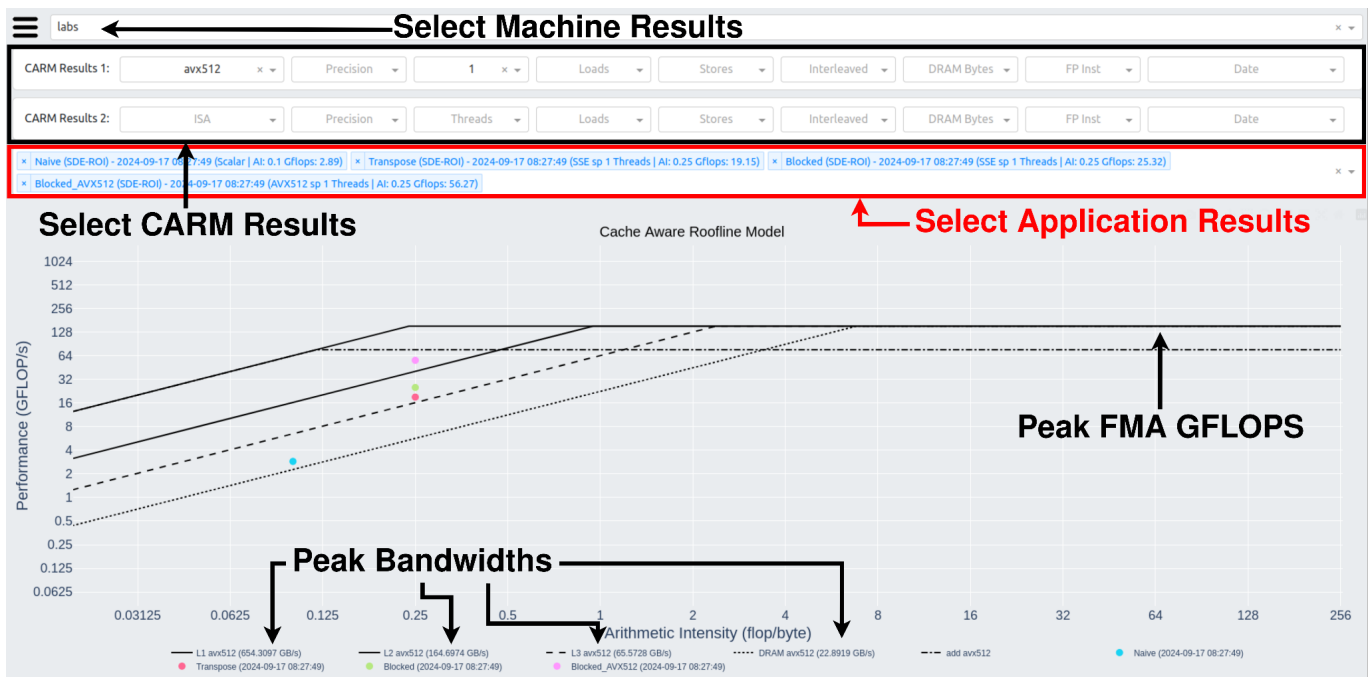 labs
Select Machine Results
× 
CARM Results 1: avx512 × Precision 1 × Loads Stores Interleaved DRAM Bytes FP Inst Date
CARM Results 2: ISA Precision Threads Loads Stores Interleaved DRAM Bytes FP Inst Date
× Naive (SDE-ROI) - 2024-09-17 08:27:49 (Scalar | AI: 0.1 Gflops: 2.89) × Transpose (SDE-ROI) - 2024-09-17 08:27:49 (SSE sp 1 Threads | AI: 0.25 Gflops: 19.15) × Blocked (SDE-ROI) - 2024-09-17 08:27:49 (SSE sp 1 Threads | AI: 0.25 Gflops: 25.32)
× Blocked_AVX512 (SDE-ROI) - 2024-09-17 08:27:49 (AVX512 sp 1 Threads | AI: 0.25 Gflops: 56.27)
×
Select CARM Results
Select Application Results
Cache Aware Roofline Model
1024
512
256
128
64
32
16
8
4
2
1
0.5
0.25
0.125
0.0625
Performance (GFLOP/s)
Peak FMA GFLOPS
Peak Bandwidths
0.03125 0.0625 0.125 0.25 0.5 1 2 4 8 16 32 64 128 256
Arithmetic Intensity (flop/byte)
L1 avx512 (654.3097 GB/s) L2 avx512 (164.6974 GB/s) L3 avx512 (65.5728 GB/s) DRAM avx512 (22.8919 GB/s) add avx512 Naive (2024-09-17 08:27:49)
Transpose (2024-09-17 08:27:49) Blocked (2024-09-17 08:27:49) Blocked_AVX512 (2024-09-17 08:27:49)